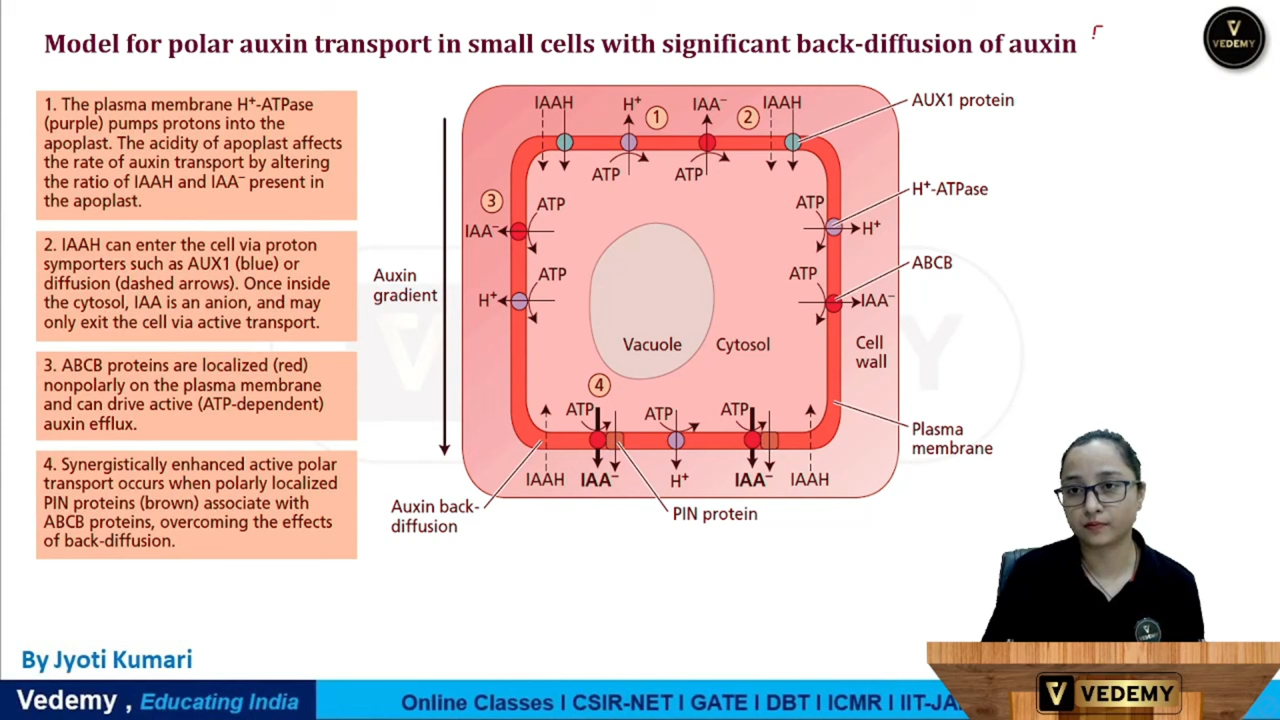 Model for polar auxin transport in small cells with significant back-diffusion of auxin
V
VEDEMY
1. The plasma membrane H⁺-ATPase
(purple) pumps protons into the
apoplast. The acidity of apoplast affects
the rate of auxin transport by altering
the ratio of IAAH and IAA⁻ present in
the apoplast.
2. IAAH can enter the cell via proton
symporters such as AUX1 (blue) or
diffusion (dashed arrows). Once inside
the cytosol, IAA is an anion, and may
only exit the cell via active transport.
3. ABCB proteins are localized (red)
nonpolarly on the plasma membrane
and can drive active (ATP-dependent)
auxin efflux.
4. Synergistically enhanced active polar
transport occurs when polarly localized
PIN proteins (brown) associate with
ABCB proteins, overcoming the effects
of back-diffusion.
IAAH H⁺ 1 IAA⁻ 2 IAAH
AUX1 protein
ATP ATP
3 ATP ATP
H⁺-ATPase
IAA⁻ H⁺
Auxin
gradient
ATP ATP
ABCB
H⁺ IAA⁻
Vacuole Cytosol
Cell
wall
4
ATP ATP ATP
Plasma
membrane
IAAH IAA⁻ H⁺ IAA⁻ IAAH
Auxin back-
diffusion
PIN protein
By Jyoti Kumari
V
V VEDEMY
Vedemy , Educating India
Online Classes I CSIR-NET I GATE I DBT I ICMR I IIT-JA